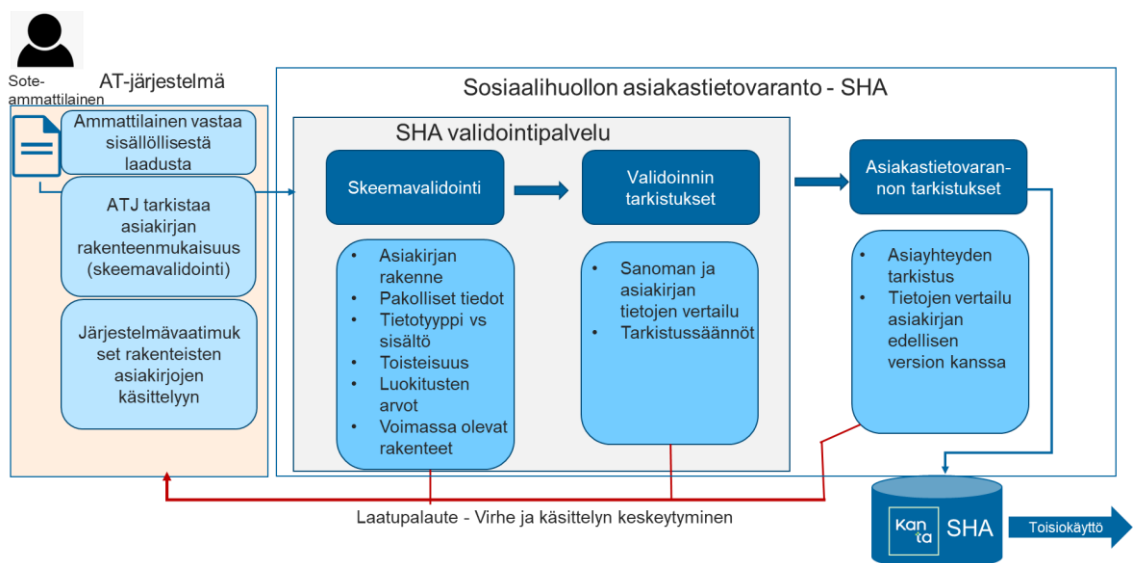 Sote-
ammattilainen
AT-järjestelmä
Ammattilainen vastaa
sisällöllisestä
laadusta
ATJ tarkistaa
asiakirjan
rakenteenmukaisuus
(skeemavalidointi)
Järjestelmävaatimuk
set rakenteisten
asiakirjojen
käsittelyyn
Sosiaalihuollon asiakastietovaranto - SHA
SHA validointipalvelu
Skeemavalidointi
• Asiakirjan
rakenne
• Pakolliset tiedot
• Tietotyyppi vs
sisältö
• Toisteisuus
• Luokitusten
arvot
• Voimassa olevat
rakenteet
Validoinnin
tarkistukset
• Sanoman ja
asiakirjan
tietojen vertailu
• Tarkistussäännöt
Asiakastietovaran-
non tarkistukset
• Asiayhteyden
tarkistus
• Tietojen vertailu
asiakirjan
edellisen
version kanssa
Laatupalaute - Virhe ja käsittelyn keskeytyminen
Kan
ta
SHA
Toisiokäyttö